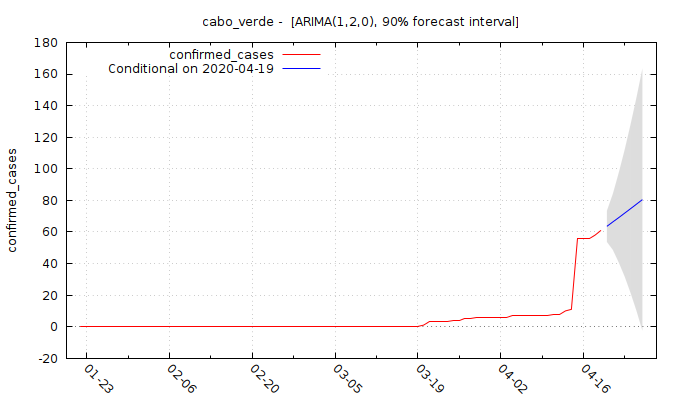 cabo_verde -  [ARIMA(1,2,0), 90% forecast interval]
confirmed_cases
Conditional on 2020-04-19
confirmed_cases
180
160
140
120
100
80
60
40
20
0
-20
01-23 02-06 02-20 03-05 03-19 04-02 04-16